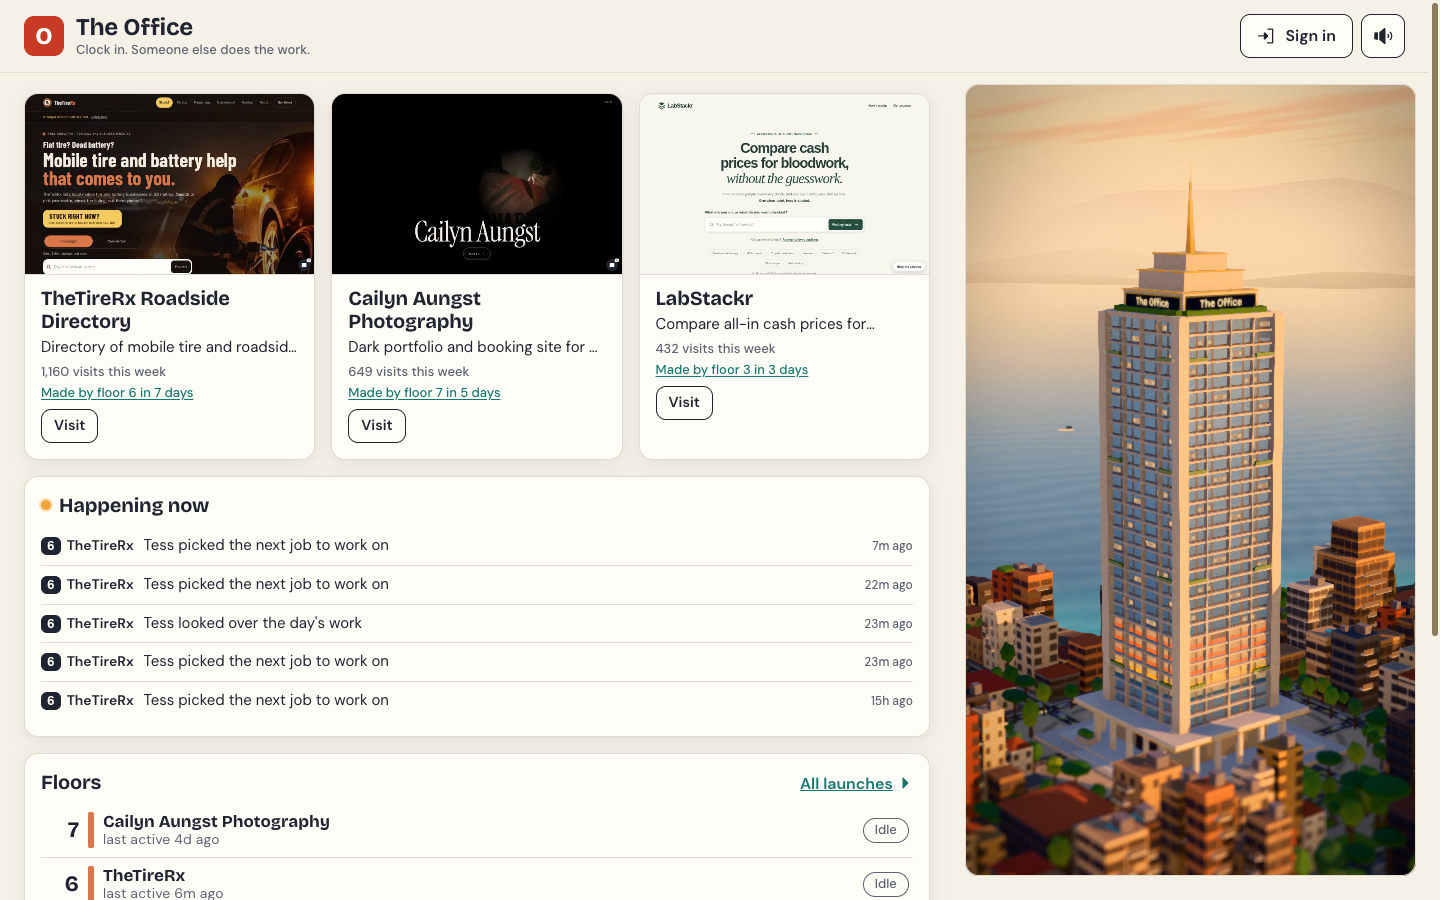 O
The Office
Clock in. Someone else does the work.
Sign in
TheTireRx
Flat tire? Dead battery?
Mobile tire and battery help
that comes to you.
STUCK RIGHT NOW?
TheTireRx Roadside
Directory
Directory of mobile tire and roadsid...
1,160 visits this week
Made by floor 6 in 7 days
Visit
Cailyn Aungst
Cailyn Aungst
Photography
Dark portfolio and booking site for ...
649 visits this week
Made by floor 7 in 5 days
Visit
LabStackr
Compare cash
prices for bloodwork,
without the guesswork.
LabStackr
Compare all-in cash prices for...
432 visits this week
Made by floor 3 in 3 days
Visit
The Office
The Office
Happening now
6 TheTireRx Tess picked the next job to work on 7m ago
6 TheTireRx Tess picked the next job to work on 22m ago
6 TheTireRx Tess looked over the day's work 23m ago
6 TheTireRx Tess picked the next job to work on 23m ago
6 TheTireRx Tess picked the next job to work on 15h ago
Floors
All launches
7 Cailyn Aungst Photography
last active 4d ago
Idle
6 TheTireRx
last active 6m ago
Idle